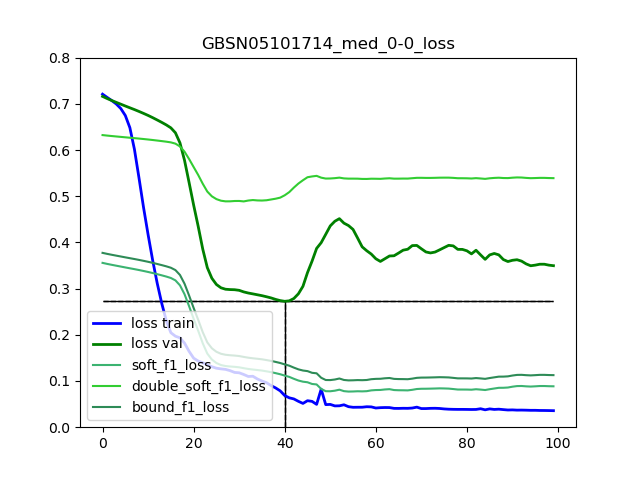 GBSN05101714_med_0-0_loss
0.8
0.7
0.6
0.5
0.4
0.3
0.2
0.1
0.0
loss train
loss val
soft_f1_loss
double_soft_f1_loss
bound_f1_loss
0 20 40 60 80 100